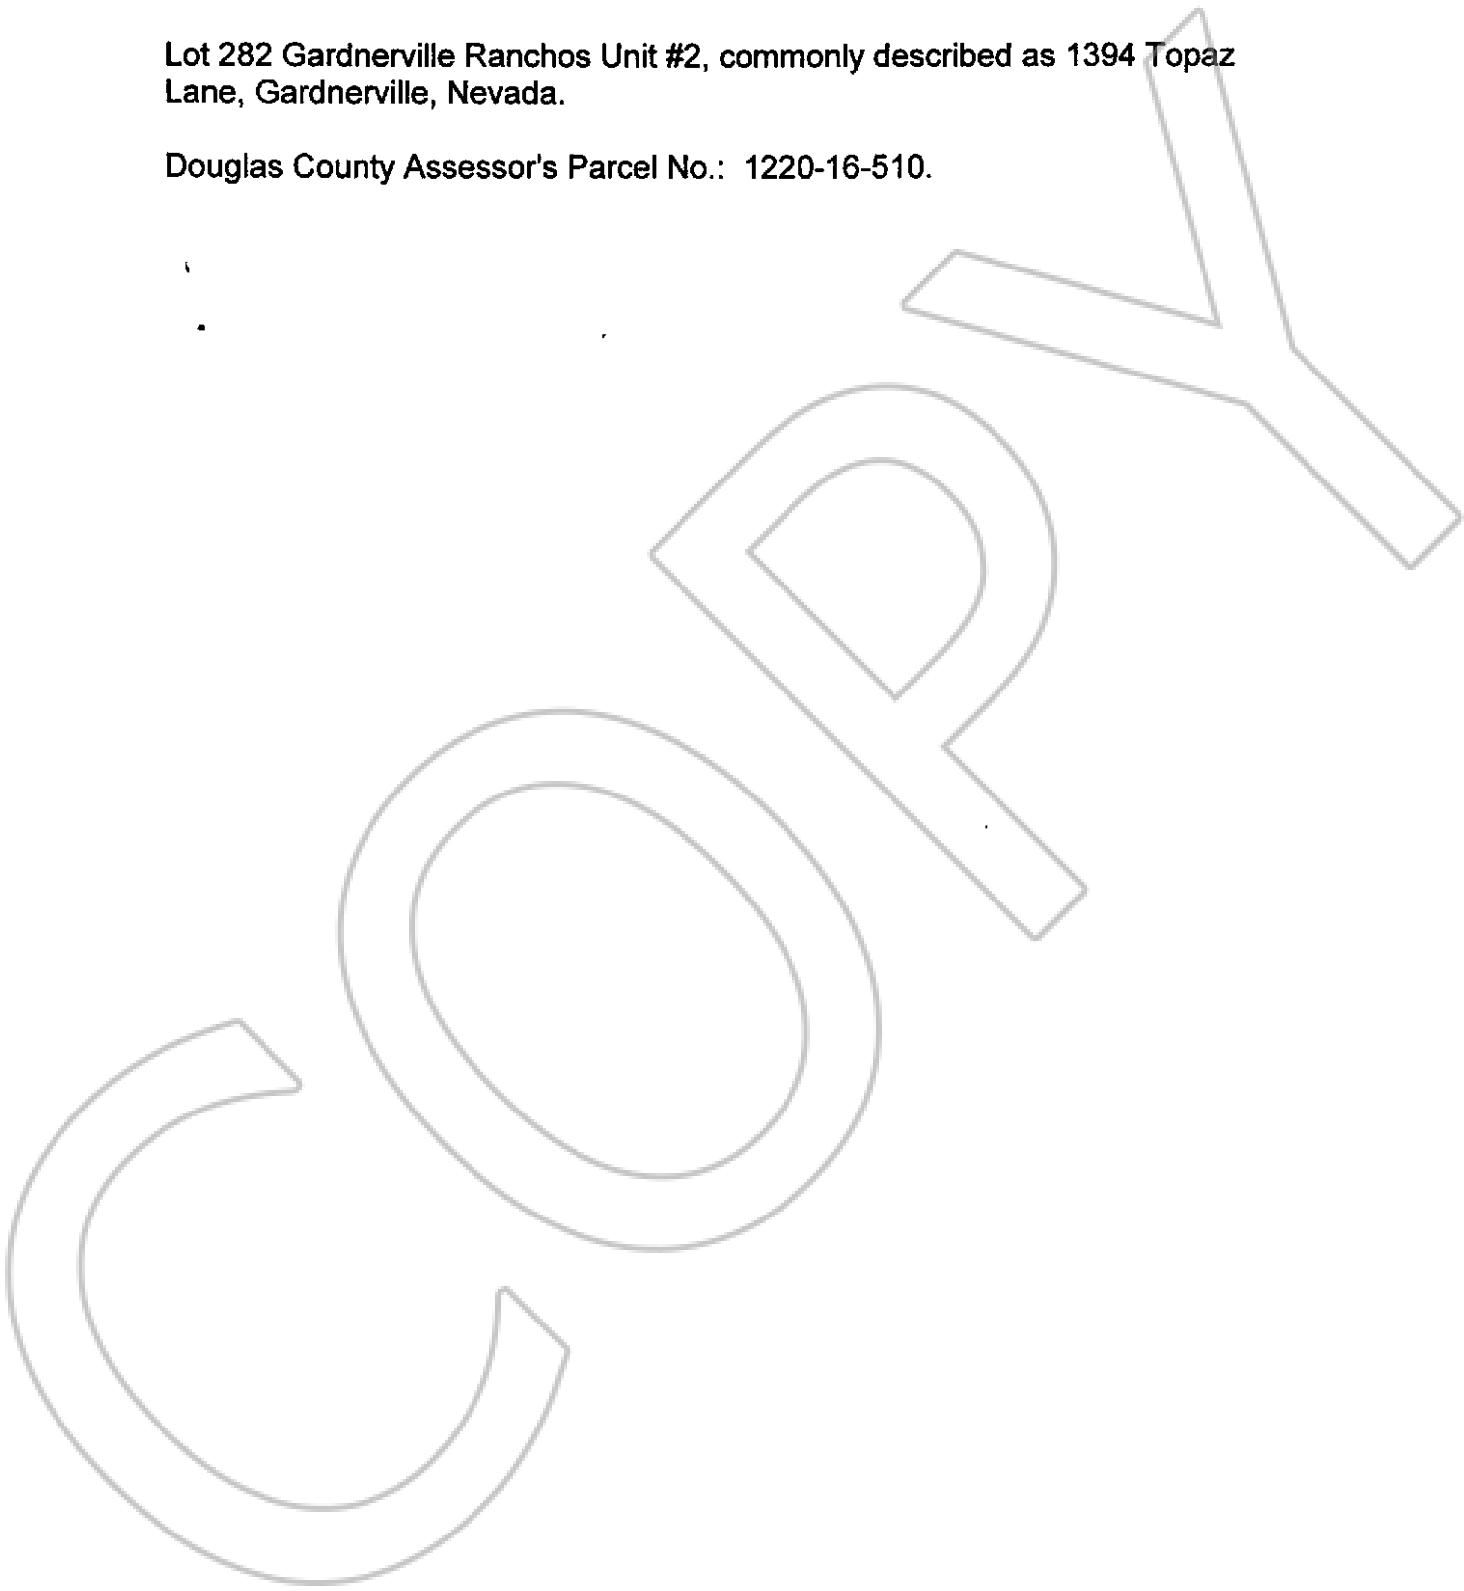 Lot 282 Gardnerville Ranchos Unit #2, commonly described as 1394 Topaz
Lane, Gardnerville, Nevada.
Douglas County Assessor's Parcel No.: 1220-16-510.
COPY